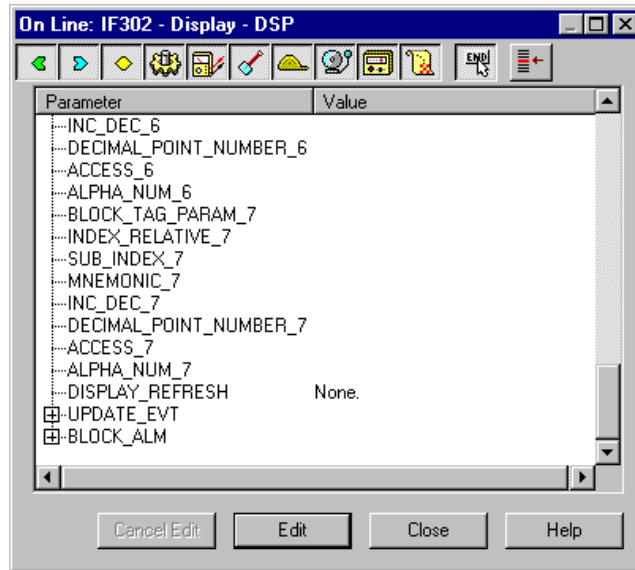 On Line: IF302 - Display - DSP
END
Parameter Value
INC_DEC_6
DECIMAL_POINT_NUMBER_6
ACCESS_6
ALPHA_NUM_6
BLOCK_TAG_PARAM_7
INDEX_RELATIVE_7
SUB_INDEX_7
MNEMONIC_7
INC_DEC_7
DECIMAL_POINT_NUMBER_7
ACCESS_7
ALPHA_NUM_7
DISPLAY_REFRESH None.
UPDATE_EVT
BLOCK_ALM
Cancel Edit Edit Close Help